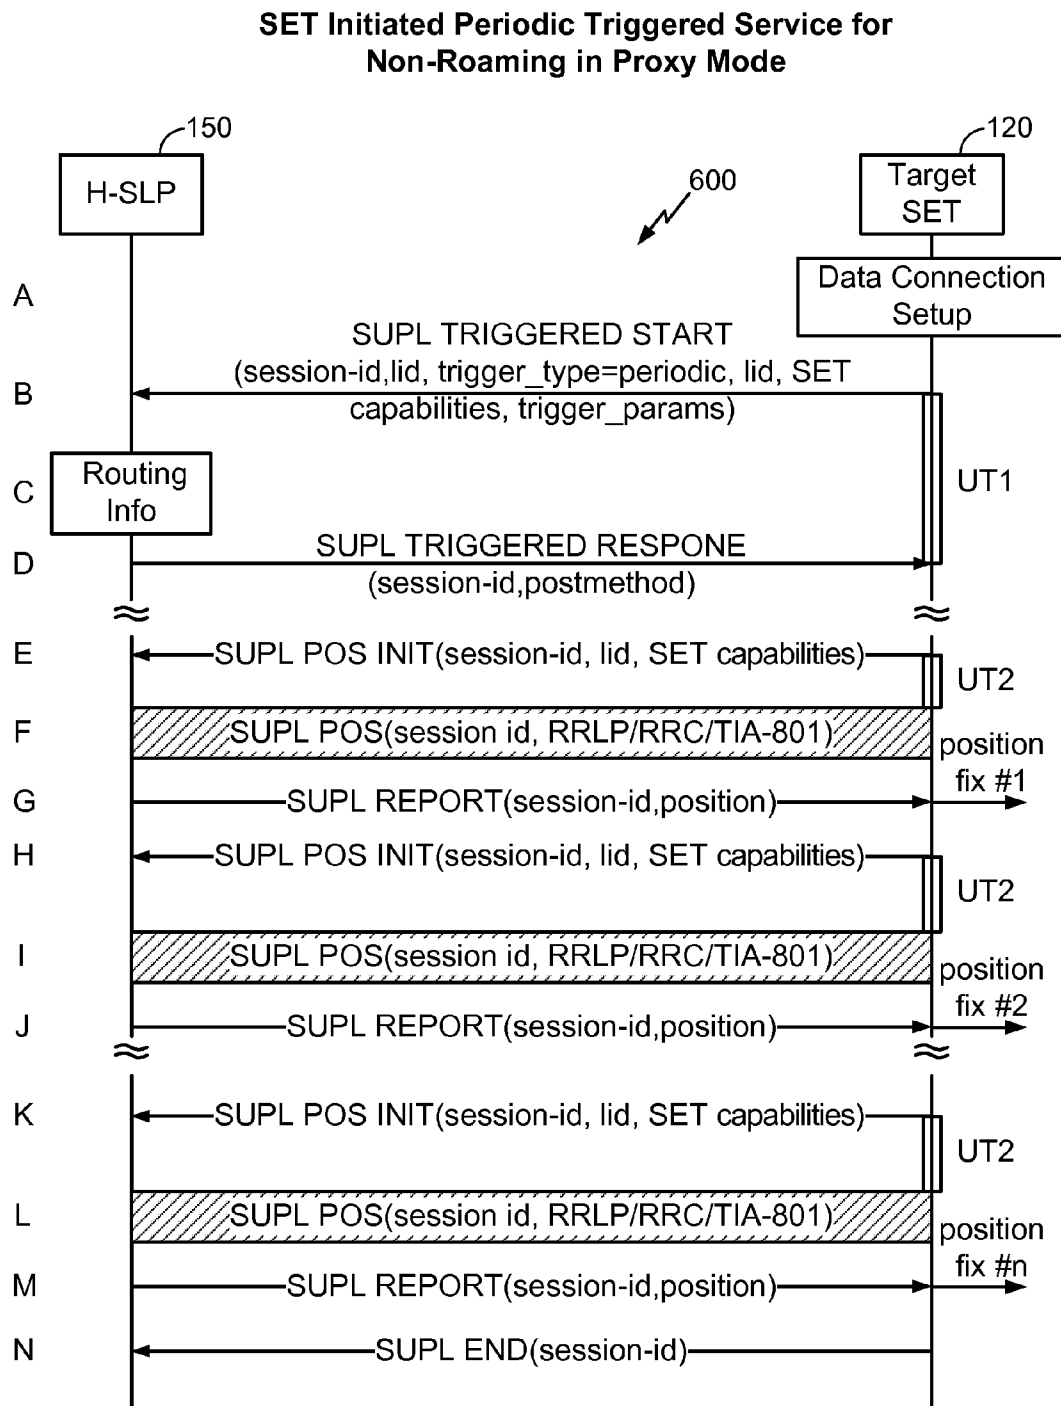 SET Initiated Periodic Triggered Service for
Non-Roaming in Proxy Mode
150
120
H-SLP
600
Target
SET
A
Data Connection
Setup
SUPL TRIGGERED START
(session-id,lid, trigger_type=periodic, lid, SET
B
capabilities, trigger_params)
C
Routing
Info
UT1
SUPL TRIGGERED RESPONE
D
(session-id,postmethod)
E
SUPL POS INIT(session-id, lid, SET capabilities)
UT2
F
SUPL POS(session id, RRLP/RRC/TIA-801)
position
fix #1
G
SUPL REPORT(session-id,position)
H
SUPL POS INIT(session-id, lid, SET capabilities)
UT2
I
SUPL POS(session id, RRLP/RRC/TIA-801)
position
fix #2
J
SUPL REPORT(session-id,position)
K
SUPL POS INIT(session-id, lid, SET capabilities)
UT2
L
SUPL POS(session id, RRLP/RRC/TIA-801)
position
fix #n
M
SUPL REPORT(session-id,position)
N
SUPL END(session-id)